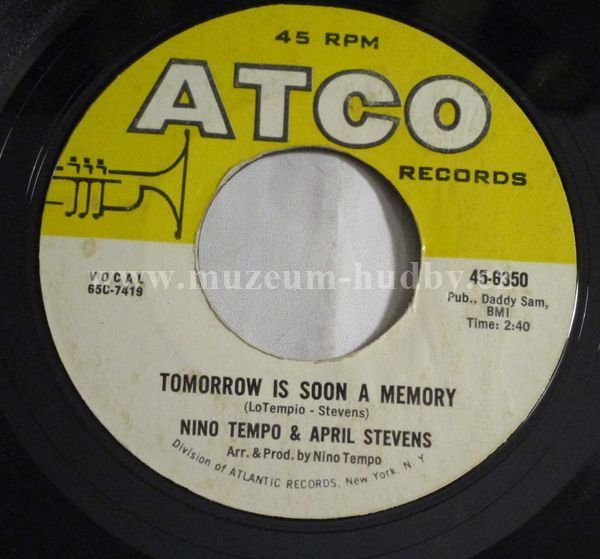 45 RPM
ATCO
RECORDS
www.muzeum-hudby.cz
VOCAL
65C-7419
45-6350
Pub., Daddy Sam,
BMI
Time: 2:40
TOMORROW IS SOON A MEMORY
(LoTempio - Stevens)
NINO TEMPO & APRIL STEVENS
Arr. & Prod. by Nino Tempo
Division of ATLANTIC RECORDS, New York, N. Y.